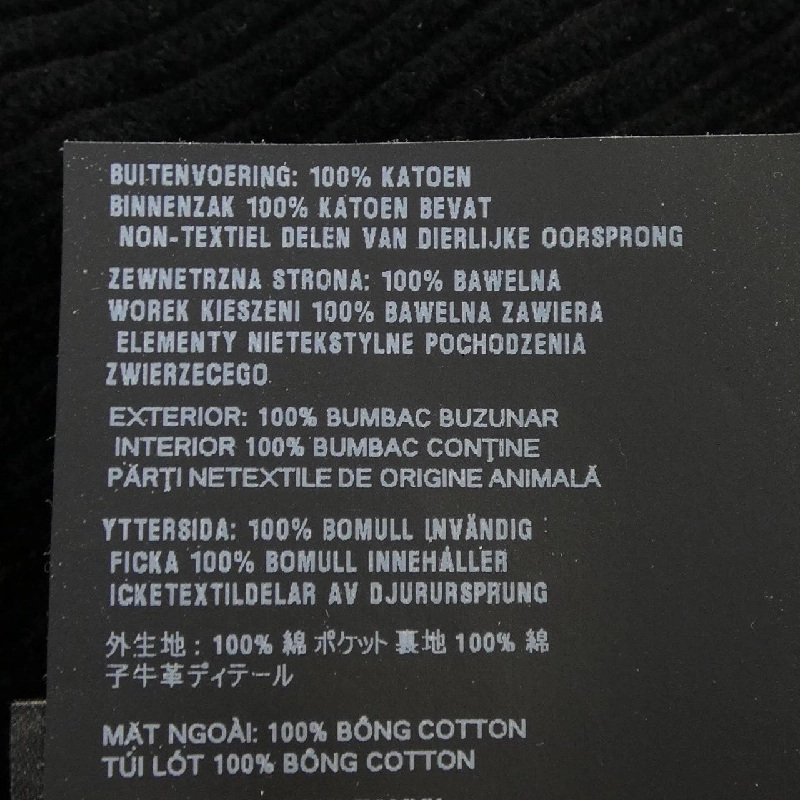 BUITENVOERING: 100% KATOEN
BINNENZAK 100% KATOEN BEVAT
NON-TEXTIEL DELEN VAN DIERLIJKE OORSPRONG
ZEWNETRZNA STRONA: 100% BAWELNA
WOREK KIESZENI 100% BAWELNA ZAWIERA
ELEMENTY NIETEKSTYLNE POCHODZENIA
ZWIERZECEGO
EXTERIOR: 100% BUMBAC BUZUNAR
INTERIOR 100% BUMBAC CONŢINE
PĂRŢI NETEXTILE DE ORIGINE ANIMALĂ
YTTERSIDA: 100% BOMULL INVÄNDIG
FICKA 100% BOMULL INNEHÅLLER
ICKETEXTILDELAR AV DJURURSPRUNG
外生地 : 100% 綿 ポケット 裏地 100% 綿
子牛革ディテール
MẶT NGOÀI: 100% BÔNG COTTON
TÚI LÓT 100% BÔNG COTTON